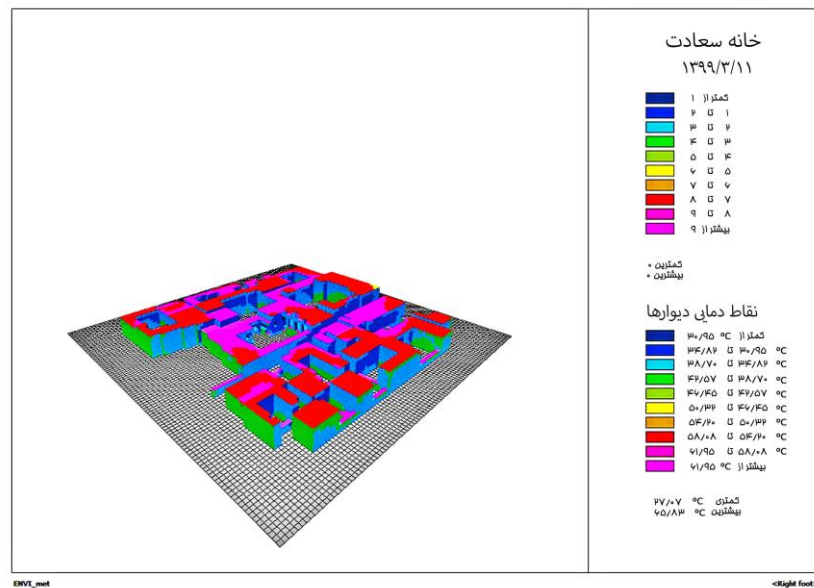 خانه سعادت
۱۳۹۹/۳/۱۱
کمتر از ۱
۱ تا ۲
۲ تا ۳
۳ تا ۴
۴ تا ۵
۵ تا ۶
۶ تا ۷
۷ تا ۸
۸ تا ۹
بیشتر از ۹
کمترین ۰
بیشترین ۰
نقاط دمایی دیوارها
کمتر از ۳۰/۹۵ °C
۳۰/۹۵ تا ۳۴/۸۲ °C
۳۴/۸۲ تا ۳۸/۷۰ °C
۳۸/۷۰ تا ۴۲/۵۷ °C
۴۲/۵۷ تا ۴۶/۴۵ °C
۴۶/۴۵ تا ۵۰/۳۲ °C
۵۰/۳۲ تا ۵۴/۲۰ °C
۵۴/۲۰ تا ۵۸/۰۸ °C
۵۸/۰۸ تا ۶۱/۹۵ °C
بیشتر از ۶۱/۹۵ °C
کمتری ۲۷/۰۷ °C
بیشترین ۶۵/۸۳ °C
ENVI_met
<Right foot